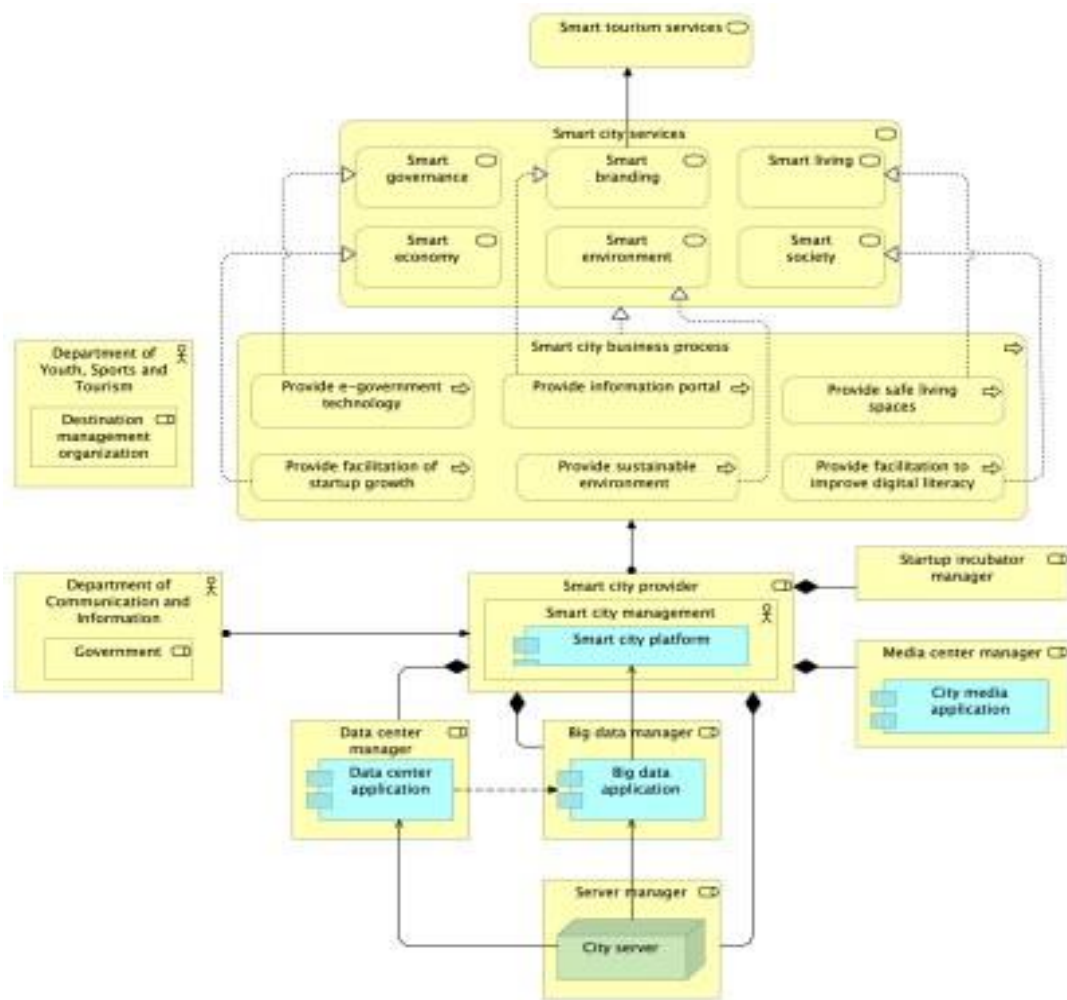 Smart tourism services
Smart city services
Smart
governance
Smart
branding
Smart living
Smart
economy
Smart
environment
Smart
society
Smart city business process
Department of
Youth, Sports and
Tourism
Destination
management
organization
Provide e-government
technology
Provide information portal
Provide safe living
spaces
Provide facilitation of
startup growth
Provide sustainable
environment
Provide facilitation to
improve digital literacy
Department of
Communication and
Information
Government
Smart city provider
Smart city management
Smart city platform
Startup incubator
manager
Media center manager
City media
application
Data center
manager
Data center
application
Big data manager
Big data
application
Server manager
City server